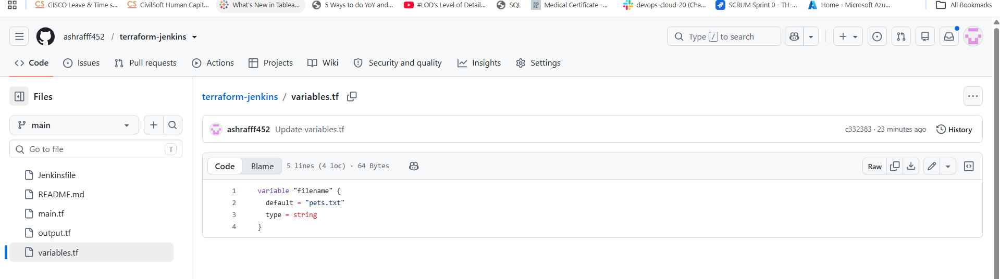 GISCO Leave & Time s...
CivilSoft Human Capit...
What's New in Tablea...
5 Ways to do YoY and...
#LOD's Level of Detail...
SQL
Medical Certificate -...
devops-cloud-20 (Cha...
SCRUM Sprint 0 - TH-...
Home - Microsoft Azu...
All Bookmarks
ashrafff452 / terraform-jenkins
Type / to search
Code
Issues
Pull requests
Actions
Projects
Wiki
Security and quality
Insights
Settings
Files
main
Go to file
T
Jenkinsfile
README.md
main.tf
output.tf
variables.tf
terraform-jenkins / variables.tf
ashrafff452 Update variables.tf
c332383 · 23 minutes ago
History
Code
Blame
5 lines (4 loc) · 64 Bytes
Raw
1 variable "filename" {
2 default = "pets.txt"
3 type = string
4 }